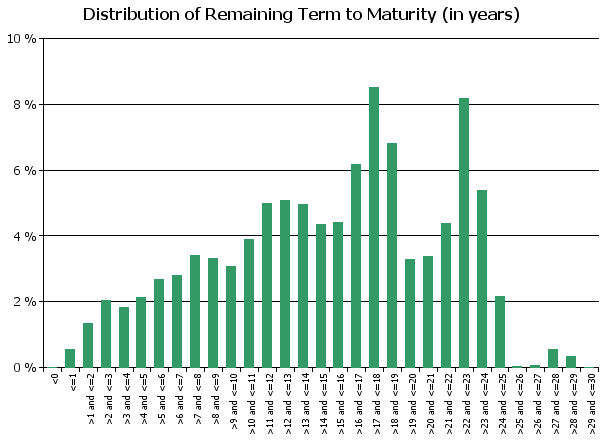 Distribution of Remaining Term to Maturity (in years)
10 %
8 %
6 %
4 %
2 %
0 %
<0
<=1
>1 and <=2
>2 and <=3
>3 and <=4
>4 and <=5
>5 and <=6
>6 and <=7
>7 and <=8
>8 and <=9
>9 and <=10
>10 and <=11
>11 and <=12
>12 and <=13
>13 and <=14
>14 and <=15
>15 and <=16
>16 and <=17
>17 and <=18
>18 and <=19
>19 and <=20
>20 and <=21
>21 and <=22
>22 and <=23
>23 and <=24
>24 and <=25
>25 and <=26
>26 and <=27
>27 and <=28
>28 and <=29
>29 and <=30